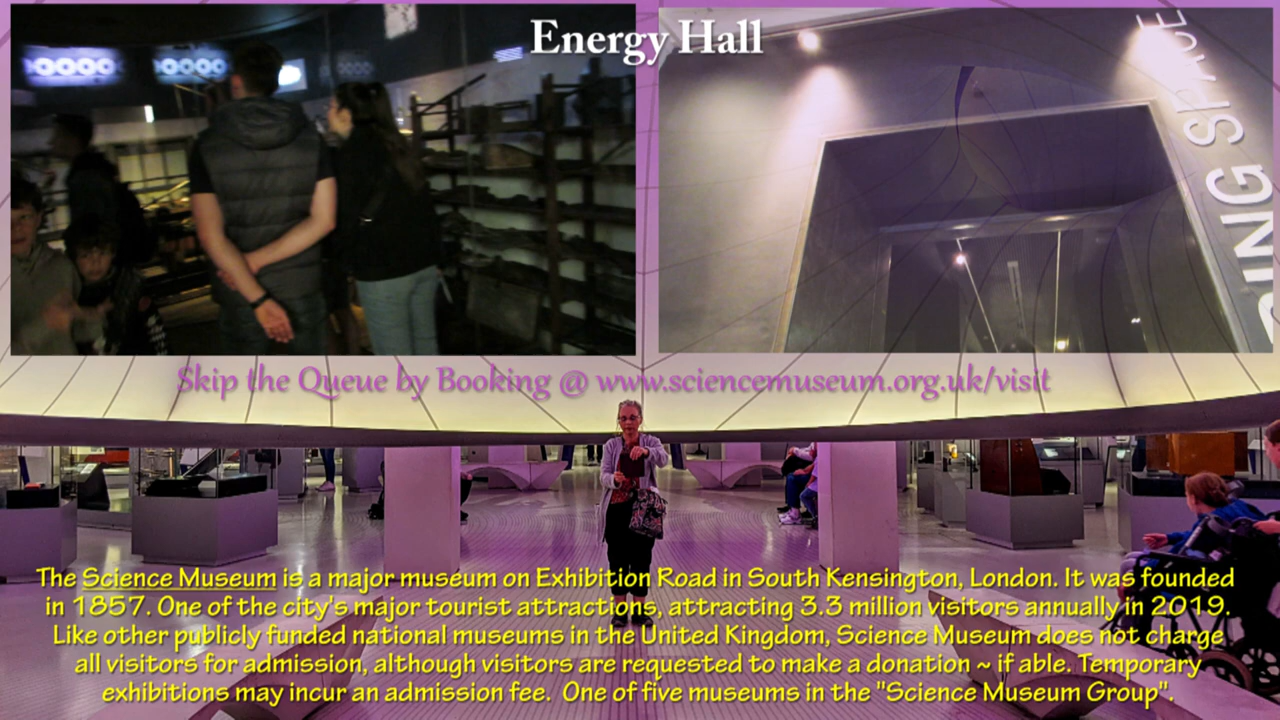 Energy Hall
Skip the Queue by Booking @ www.sciencemuseum.org.uk/visit
The Science Museum is a major museum on Exhibition Road in South Kensington, London. It was founded
in 1857. One of the city's major tourist attractions, attracting 3.3 million visitors annually in 2019.
Like other publicly funded national museums in the United Kingdom, Science Museum does not charge
all visitors for admission, although visitors are requested to make a donation ~ if able. Temporary
exhibitions may incur an admission fee. One of five museums in the "Science Museum Group".